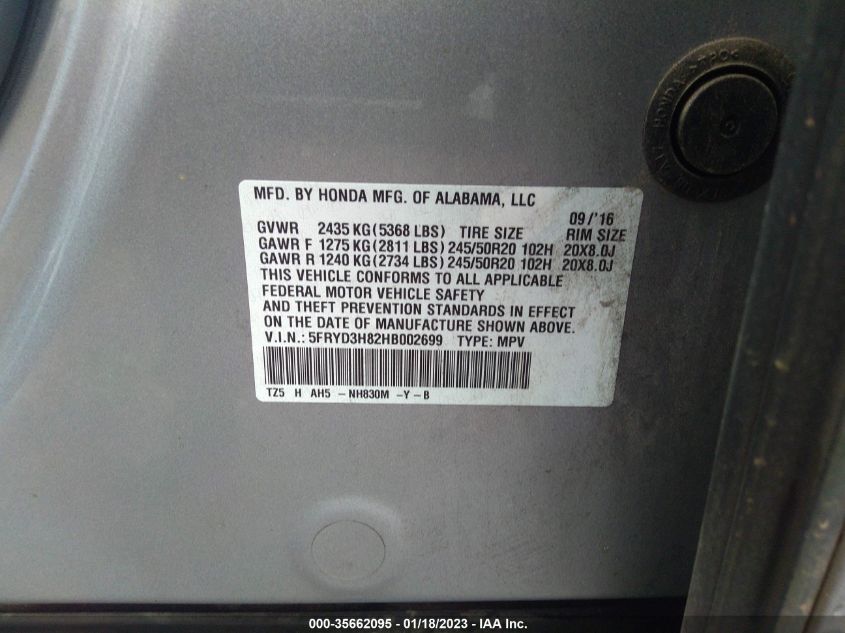 HONDA
MFD. BY HONDA MFG. OF ALABAMA, LLC
09/'16
GVWR 2435 KG (5368 LBS) TIRE SIZE RIM SIZE
GAWR F 1275 KG (2811 LBS) 245/50R20 102H 20X8.0J
GAWR R 1240 KG (2734 LBS) 245/50R20 102H 20X8.0J
THIS VEHICLE CONFORMS TO ALL APPLICABLE
FEDERAL MOTOR VEHICLE SAFETY
AND THEFT PREVENTION STANDARDS IN EFFECT
ON THE DATE OF MANUFACTURE SHOWN ABOVE.
V.I.N.: 5FRYD3H82HB002699 TYPE: MPV
TZ5 H AH5 - NH830M - Y - B
000-35662095 - 01/18/2023 - IAA Inc.